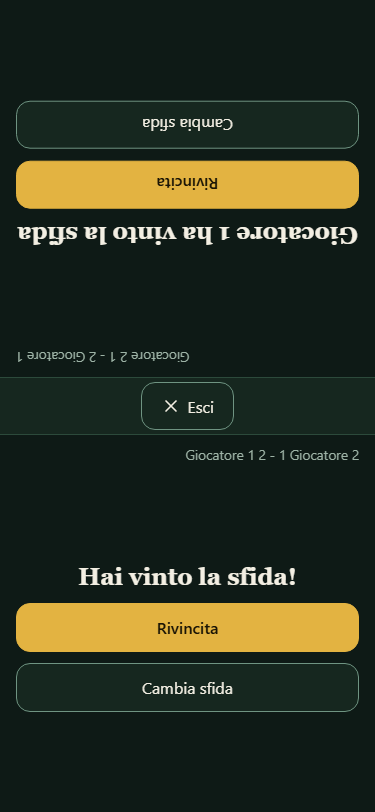 Cambia sfida
Rivincita
Giocatore 1 ha vinto la sfida
Giocatore 2 1 - 2 Giocatore 1
Esci
Giocatore 1 2 - 1 Giocatore 2
Hai vinto la sfida!
Rivincita
Cambia sfida